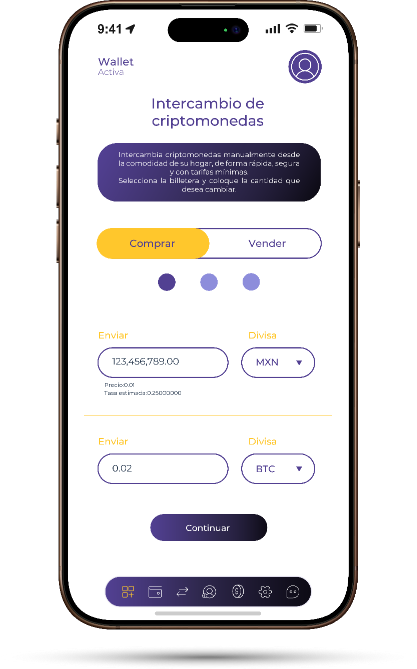 9:41
Wallet
Activa
Intercambio de
criptomonedas
Intercambia criptomonedas manualmente desde
la comodidad de su hogar, de forma rápida, segura
y con tarifas mínimas.
Selecciona la billetera y coloque la cantidad que
desea cambiar.
Comprar Vender
Enviar Divisa
123,456,789.00 MXN
Precio:0.01
Tasa estimada:0.25000000
Enviar Divisa
0.02 BTC
Continuar